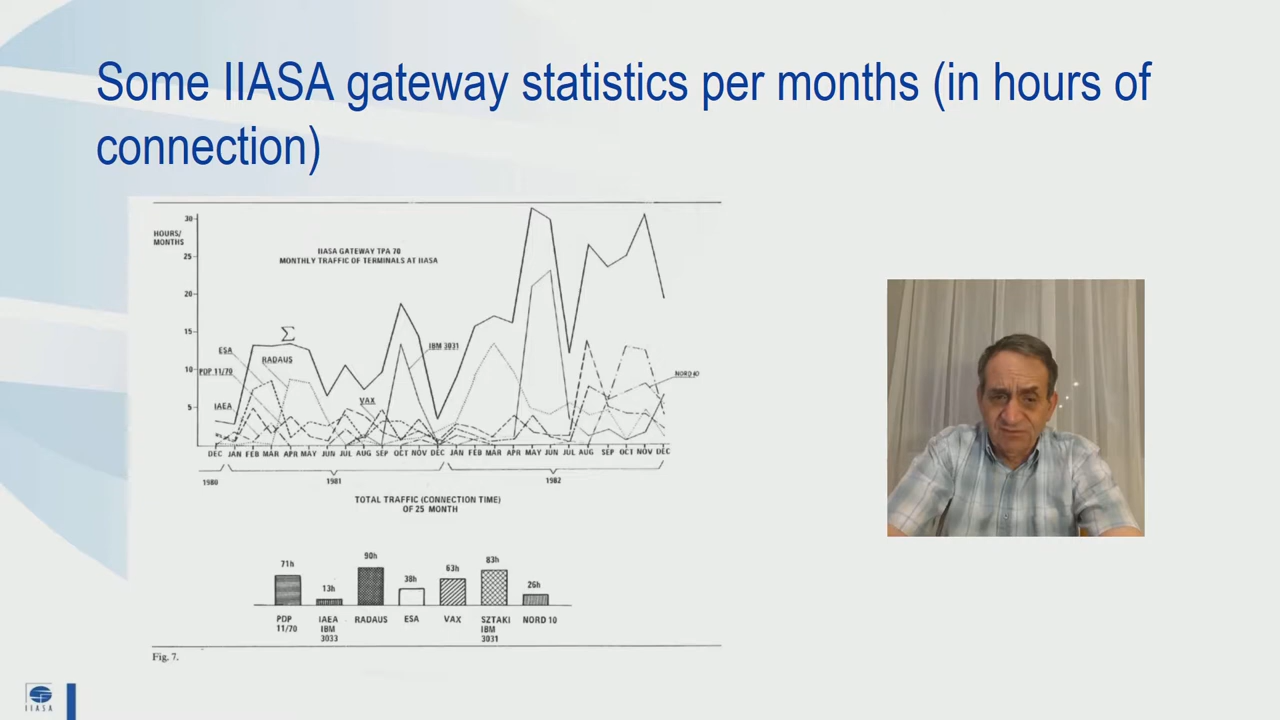 Some IIASA gateway statistics per months (in hours of
connection)
HOURS/
MONTHS
30
25
20
15
10
5
IIASA GATEWAY TPA 70
MONTHLY TRAFFIC OF TERMINALS AT IIASA
Σ
ESA
RADAUS
PDP 11/70
IAEA
VAX
IBM 3031
NORD 10
DEC JAN FEB MAR APR MAY JUN JUL AUG SEP OCT NOV DEC JAN FEB MAR APR MAY JUN JUL AUG SEP OCT NOV DEC
1980 1981 1982
TOTAL TRAFFIC (CONNECTION TIME)
OF 25 MONTH
71h 13h 90h 38h 63h 83h 26h
PDP IAEA RADAUS ESA VAX SZTAKI NORD 10
11/70 IBM IBM
3033 3031
Fig. 7.
IIASA